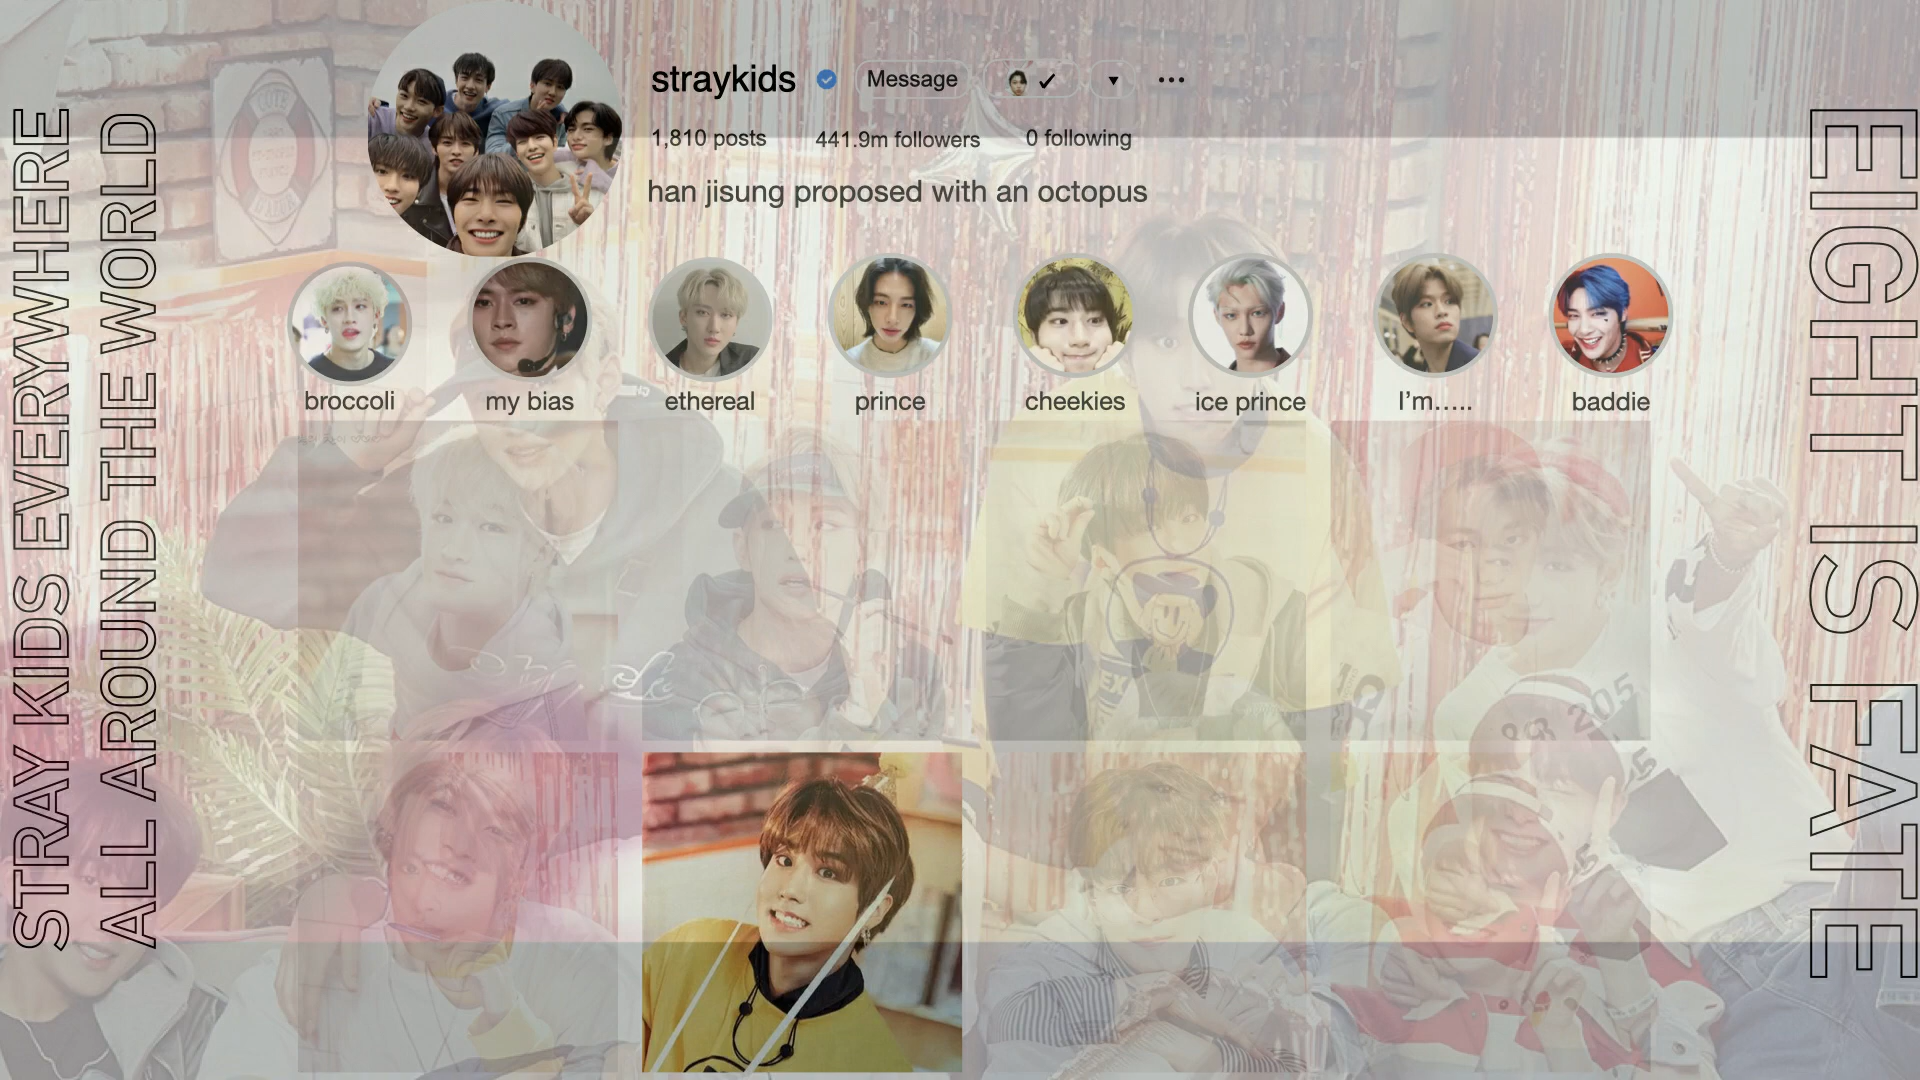 STRAY KIDS EVERYWHERE
ALL AROUND THE WORLD
straykids
Message
1,810 posts
441.9m followers
0 following
han jisung proposed with an octopus
broccoli
my bias
ethereal
prince
cheekies
ice prince
I'm…..
baddie
EIGHT IS FATE